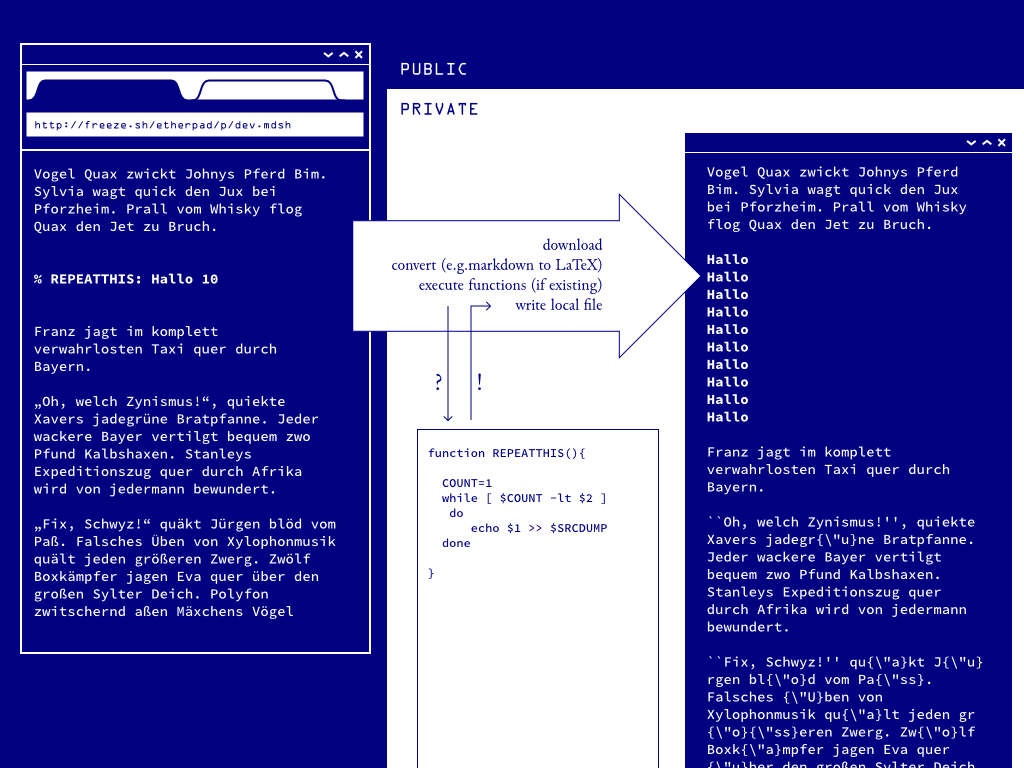 PUBLIC
PRIVATE
http://freeze.sh/etherpad/p/dev.mdsh
Vogel Quax zwickt Johnys Pferd Bim.
Sylvia wagt quick den Jux bei
Pforzheim. Prall vom Whisky flog
Quax den Jet zu Bruch.
% REPEATTHIS: Hallo 10
Franz jagt im komplett
verwahrlosten Taxi quer durch
Bayern.
„Oh, welch Zynismus!“, quiekte
Xavers jadegrüne Bratpfanne. Jeder
wackere Bayer vertilgt bequem zwo
Pfund Kalbshaxen. Stanleys
Expeditionszug quer durch Afrika
wird von jedermann bewundert.
„Fix, Schwyz!“ quäkt Jürgen blöd vom
Paß. Falsches Üben von Xylophonmusik
quält jeden größeren Zwerg. Zwölf
Boxkämpfer jagen Eva quer über den
großen Sylter Deich. Polyfon
zwitschernd aßen Mäxchens Vögel
download
convert (e.g.markdown to LaTeX)
execute functions (if existing)
write local file
? !
function REPEATTHIS(){
COUNT=1
while [ $COUNT -lt $2 ]
do
echo $1 >> $SRCDUMP
done
}
Vogel Quax zwickt Johnys Pferd
Bim. Sylvia wagt quick den Jux
bei Pforzheim. Prall vom Whisky
flog Quax den Jet zu Bruch.
Hallo
Hallo
Hallo
Hallo
Hallo
Hallo
Hallo
Hallo
Hallo
Hallo
Franz jagt im komplett
verwahrlosten Taxi quer durch
Bayern.
``Oh, welch Zynismus!'', quiekte
Xavers jadegr{\"u}ne Bratpfanne.
Jeder wackere Bayer vertilgt
bequem zwo Pfund Kalbshaxen.
Stanleys Expeditionszug quer
durch Afrika wird von jedermann
bewundert.
``Fix, Schwyz!'' qu{\"a}kt J{\"u}
rgen bl{\"o}d vom Pa{\"ss}.
Falsches {\"U}ben von
Xylophonmusik qu{\"a}lt jeden gr
{\"o}{\"ss}eren Zwerg. Zw{\"o}lf
Boxk{\"a}mpfer jagen Eva quer
{\"u}ber den großen Sylter Deich